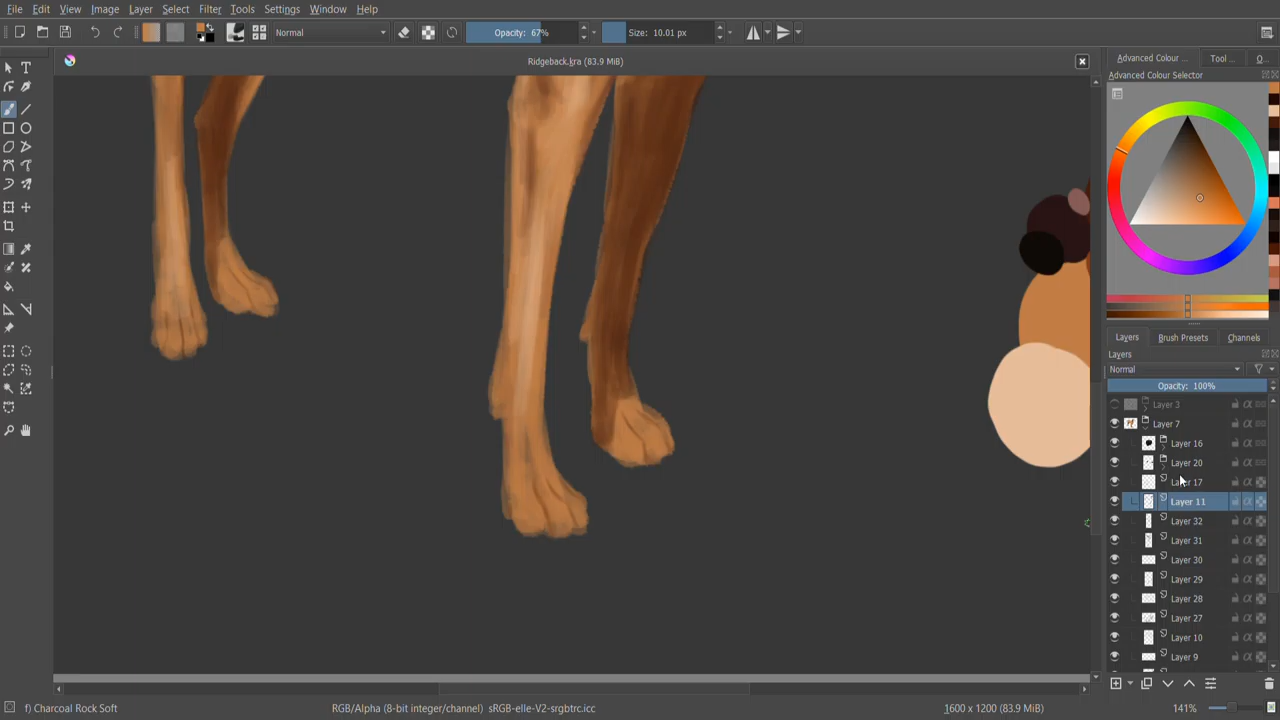 File Edit View Image Layer Select Filter Tools Settings Window Help
Normal Opacity: 67% Size: 10.01 px
Ridgeback.kra (83.9 MiB)
Advanced Colour ... Tool ... O...
Advanced Colour Selector
Layers Brush Presets Channels
Layers
Normal
Opacity: 100%
Layer 3
Layer 7
Layer 16
Layer 20
Layer 17
Layer 11
Layer 32
Layer 31
Layer 30
Layer 29
Layer 28
Layer 27
Layer 10
Layer 9
f) Charcoal Rock Soft RGB/Alpha (8-bit integer/channel) sRGB-elle-V2-srgbtrc.icc 1600 x 1200 (83.9 MiB) 141%